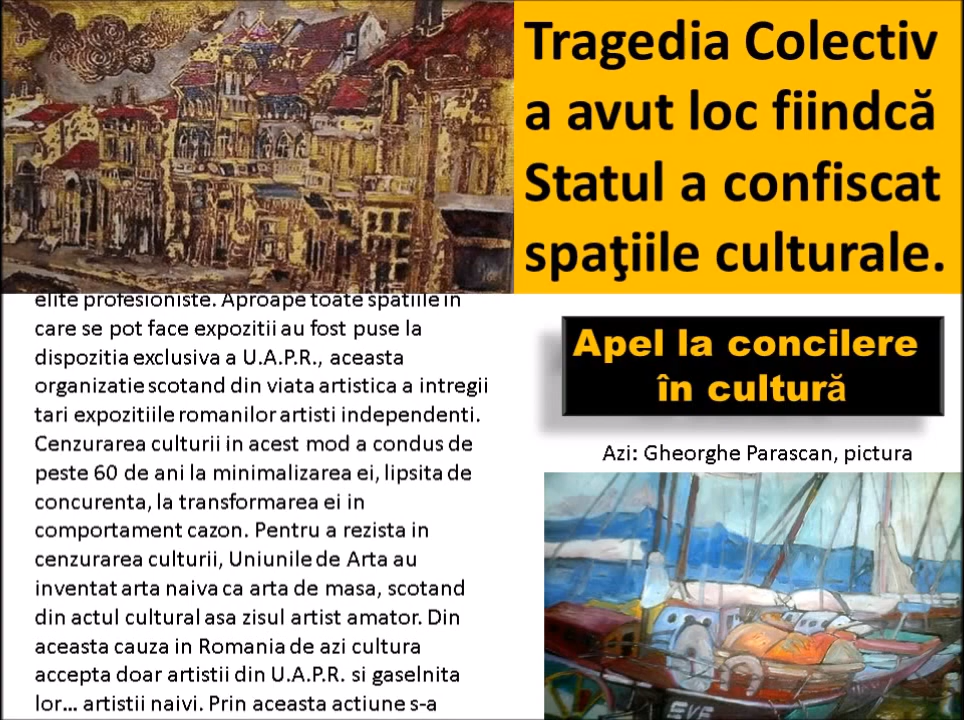 Tragedia Colectiv
a avut loc fiindcă
Statul a confiscat
spaţiile culturale.
elite profesioniste. Aproape toate spatiile in
care se pot face expozitii au fost puse la
dispozitia exclusiva a U.A.P.R., aceasta
organizatie scotand din viata artistica a intregii
tari expozitiile romanilor artisti independenti.
Cenzurarea culturii in acest mod a condus de
peste 60 de ani la minimalizarea ei, lipsita de
concurenta, la transformarea ei in
comportament cazon. Pentru a rezista in
cenzurarea culturii, Uniunile de Arta au
inventat arta naiva ca arta de masa, scotand
din actul cultural asa zisul artist amator. Din
aceasta cauza in Romania de azi cultura
accepta doar artistii din U.A.P.R. si gaselnita
lor... artistii naivi. Prin aceasta actiune s-a
Apel la concilere
în cultură
Azi: Gheorghe Parascan, pictura
EVE